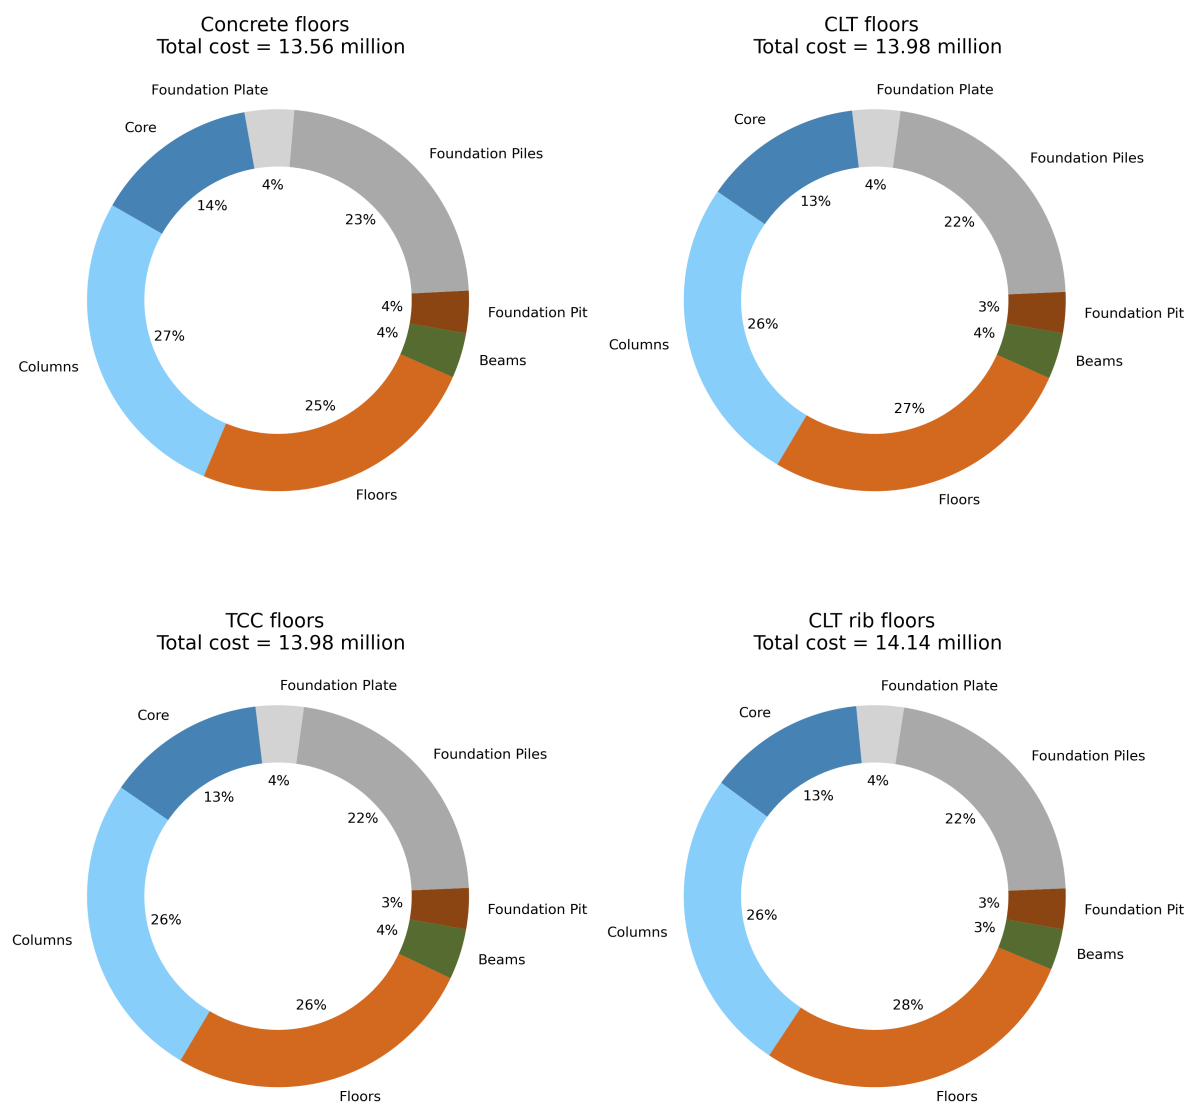 Concrete floors
Total cost = 13.56 million
Foundation Plate
Core
Foundation Piles
4%
14%
23%
4%
Foundation Pit
4%
27%
Beams
Columns
25%
Floors
CLT floors
Total cost = 13.98 million
Foundation Plate
Core
Foundation Piles
4%
13%
22%
3%
Foundation Pit
26%
4%
Columns
Beams
27%
Floors
TCC floors
Total cost = 13.98 million
Foundation Plate
Core
Foundation Piles
4%
13%
22%
3%
Foundation Pit
26%
4%
Columns
Beams
26%
Floors
CLT rib floors
Total cost = 14.14 million
Foundation Plate
Core
Foundation Piles
4%
13%
22%
3%
Foundation Pit
26%
3%
Columns
Beams
28%
Floors